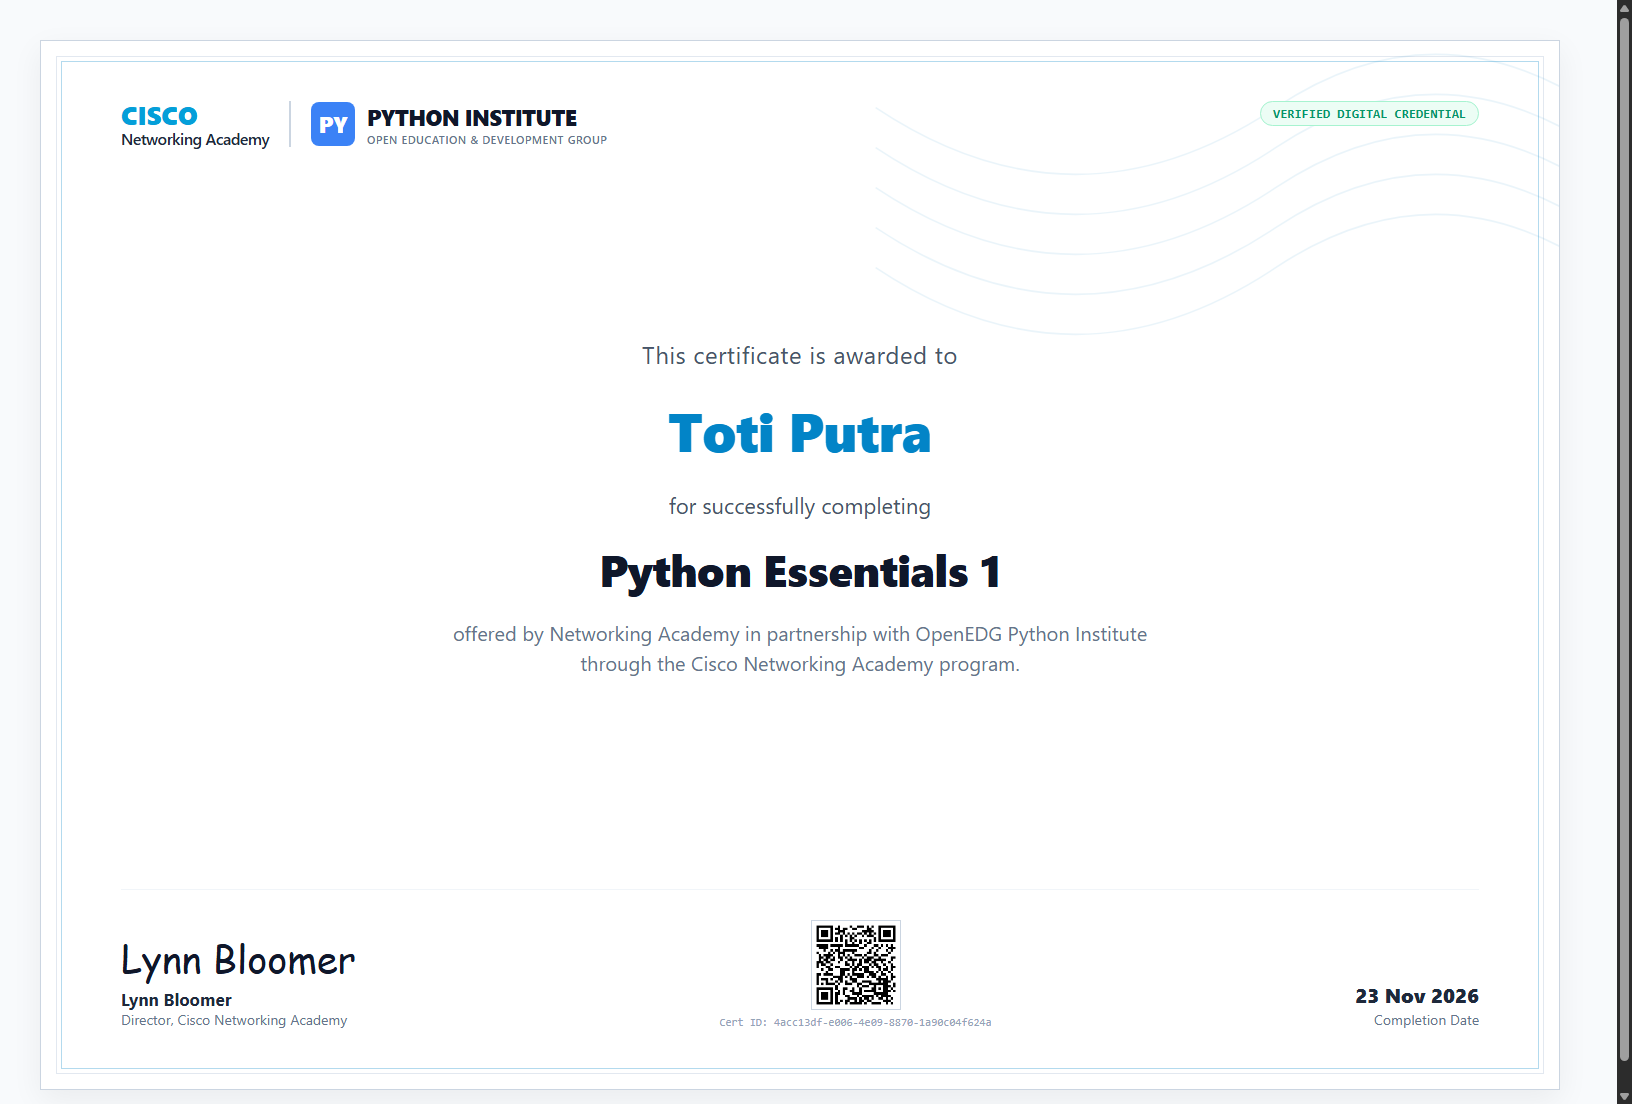 CISCO
Networking Academy
PY
PYTHON INSTITUTE
OPEN EDUCATION & DEVELOPMENT GROUP
VERIFIED DIGITAL CREDENTIAL
This certificate is awarded to
Toti Putra
for successfully completing
Python Essentials 1
offered by Networking Academy in partnership with OpenEDG Python Institute
through the Cisco Networking Academy program.
Lynn Bloomer
Lynn Bloomer
Director, Cisco Networking Academy
Cert ID: 4acc13df-e006-4e09-8870-1a90c04f624a
23 Nov 2026
Completion Date